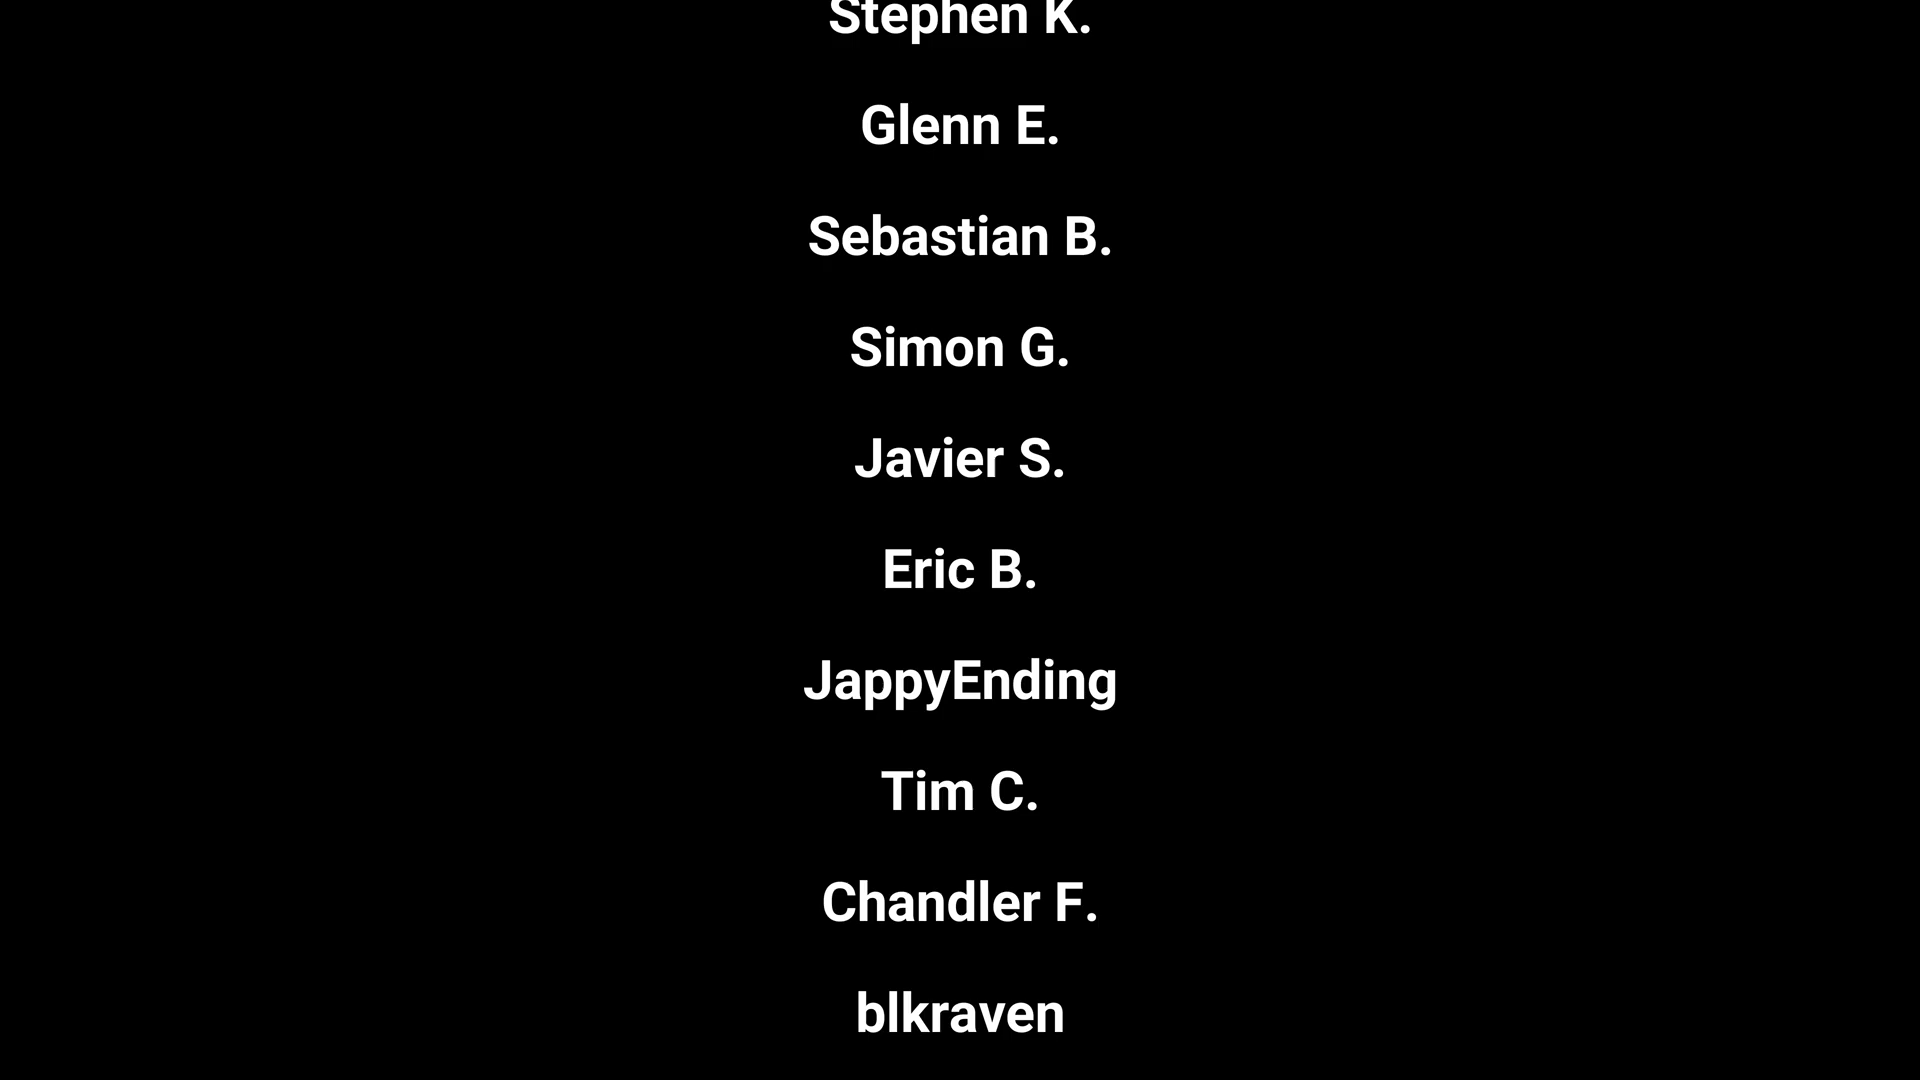 Stephen K.
Glenn E.
Sebastian B.
Simon G.
Javier S.
Eric B.
JappyEnding
Tim C.
Chandler F.
blkraven